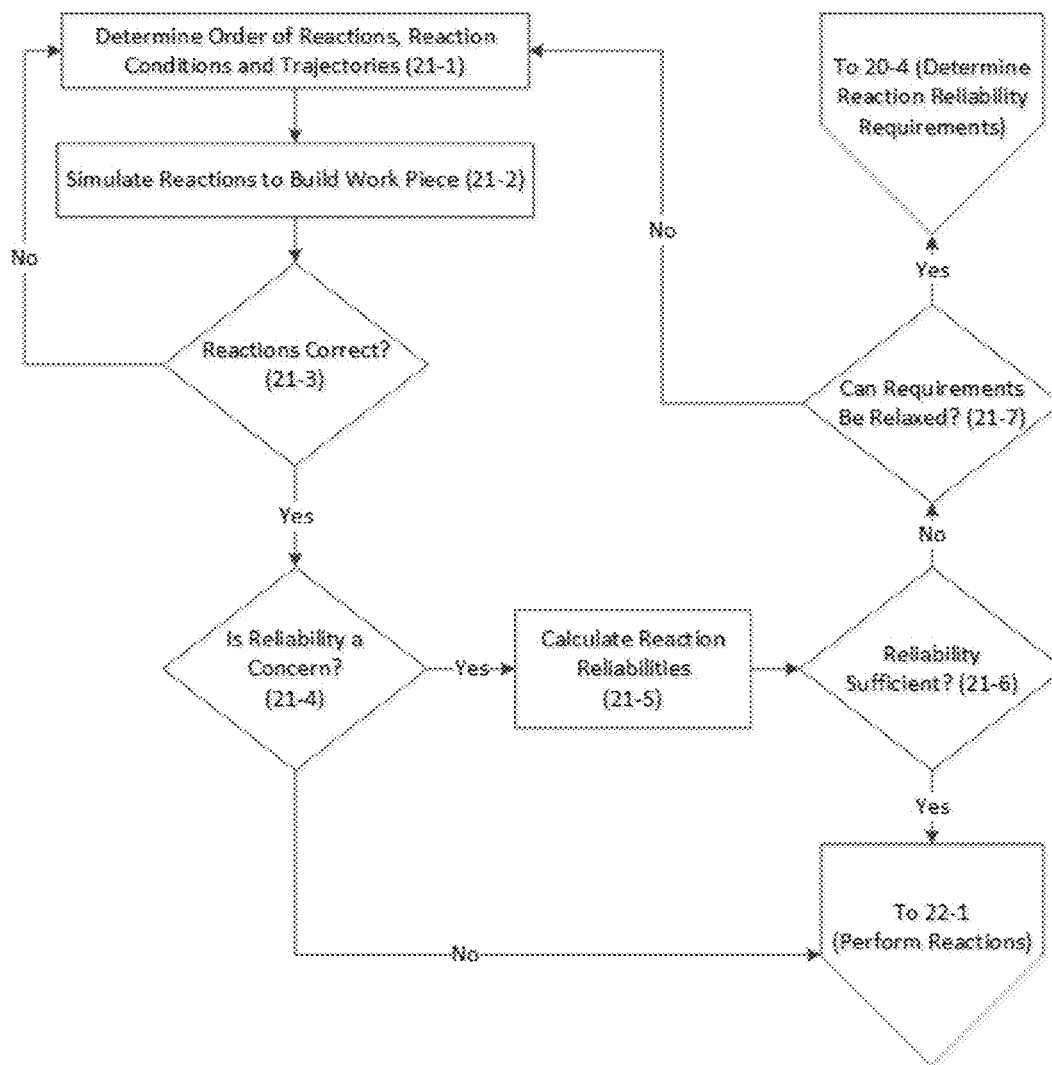 Determine Order of Reactions, Reaction
Conditions and Trajectories (21-1)
To 20-4 (Determine
Reaction Reliability
Requirements)
Simulate Reactions to Build Work Piece (21-2)
No
No
Yes
Reactions Correct?
(21-3)
Can Requirements
Be Relaxed? (21-7)
Yes
No
Is Reliability a
Concern?
(21-4)
Yes
Calculate Reaction
Reliabilities
(21-5)
Reliability
Sufficient? (21-6)
Yes
To 22-1
(Perform Reactions)
No